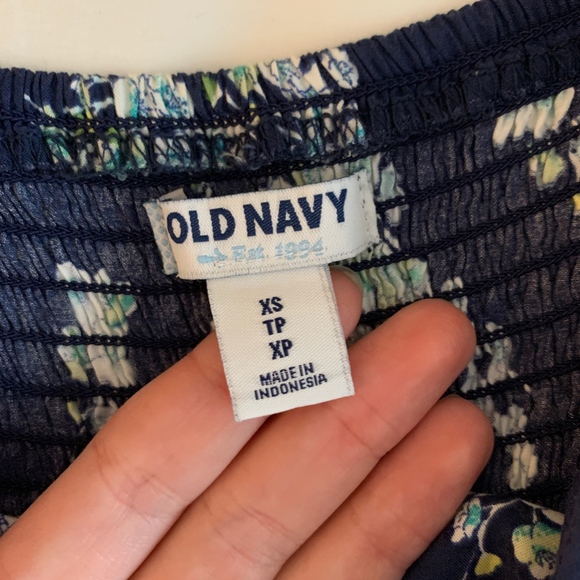 OLD NAVY
Est. 1994
XS
TP
XP
MADE IN
INDONESIA